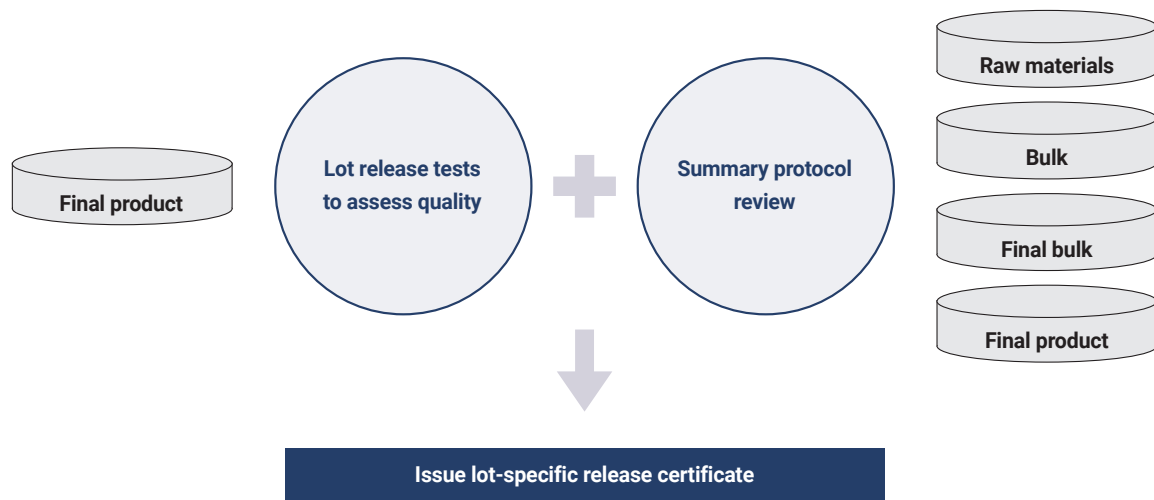 Final product
Lot release tests
to assess quality
Summary protocol
review
Raw materials
Bulk
Final bulk
Final product
Issue lot-specific release certificate